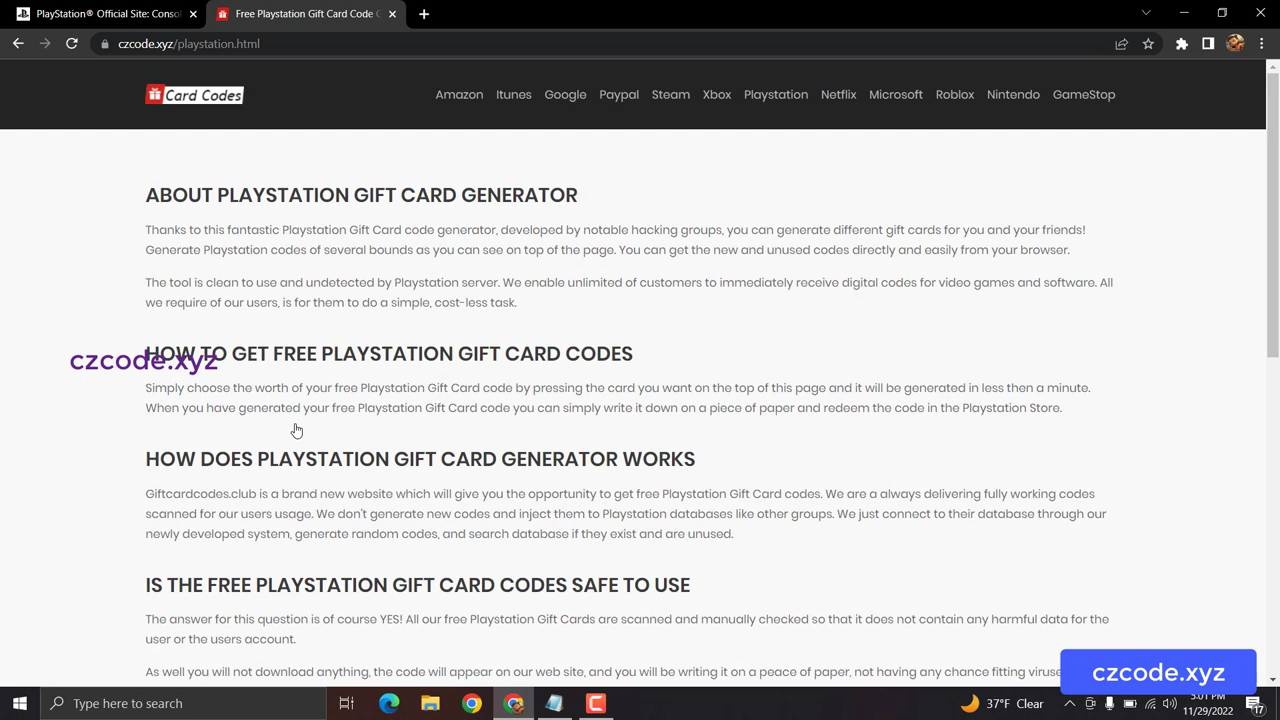 PlayStation® Official Site: Consol
Free Playstation Gift Card Code G
czcode.xyz/playstation.html
Card Codes
Amazon Itunes Google Paypal Steam Xbox Playstation Netflix Microsoft Roblox Nintendo GameStop
ABOUT PLAYSTATION GIFT CARD GENERATOR
Thanks to this fantastic Playstation Gift Card code generator, developed by notable hacking groups, you can generate different gift cards for you and your friends!
Generate Playstation codes of several bounds as you can see on top of the page. You can get the new and unused codes directly and easily from your browser.
The tool is clean to use and undetected by Playstation server. We enable unlimited of customers to immediately receive digital codes for video games and software. All
we require of our users, is for them to do a simple, cost-less task.
HOW TO GET FREE PLAYSTATION GIFT CARD CODES
czcode.xyz
Simply choose the worth of your free Playstation Gift Card code by pressing the card you want on the top of this page and it will be generated in less then a minute.
When you have generated your free Playstation Gift Card code you can simply write it down on a piece of paper and redeem the code in the Playstation Store.
HOW DOES PLAYSTATION GIFT CARD GENERATOR WORKS
Giftcardcodes.club is a brand new website which will give you the opportunity to get free Playstation Gift Card codes. We are a always delivering fully working codes
scanned for our users usage. We don't generate new codes and inject them to Playstation databases like other groups. We just connect to their database through our
newly developed system, generate random codes, and search database if they exist and are unused.
IS THE FREE PLAYSTATION GIFT CARD CODES SAFE TO USE
The answer for this question is of course YES! All our free Playstation Gift Cards are scanned and manually checked so that it does not contain any harmful data for the
user or the users account.
As well you will not download anything, the code will appear on our web site, and you will be writing it on a peace of paper, not having any chance fitting viruse
czcode.xyz
Type here to search
37°F Clear
5:01 PM
11/29/2022
17